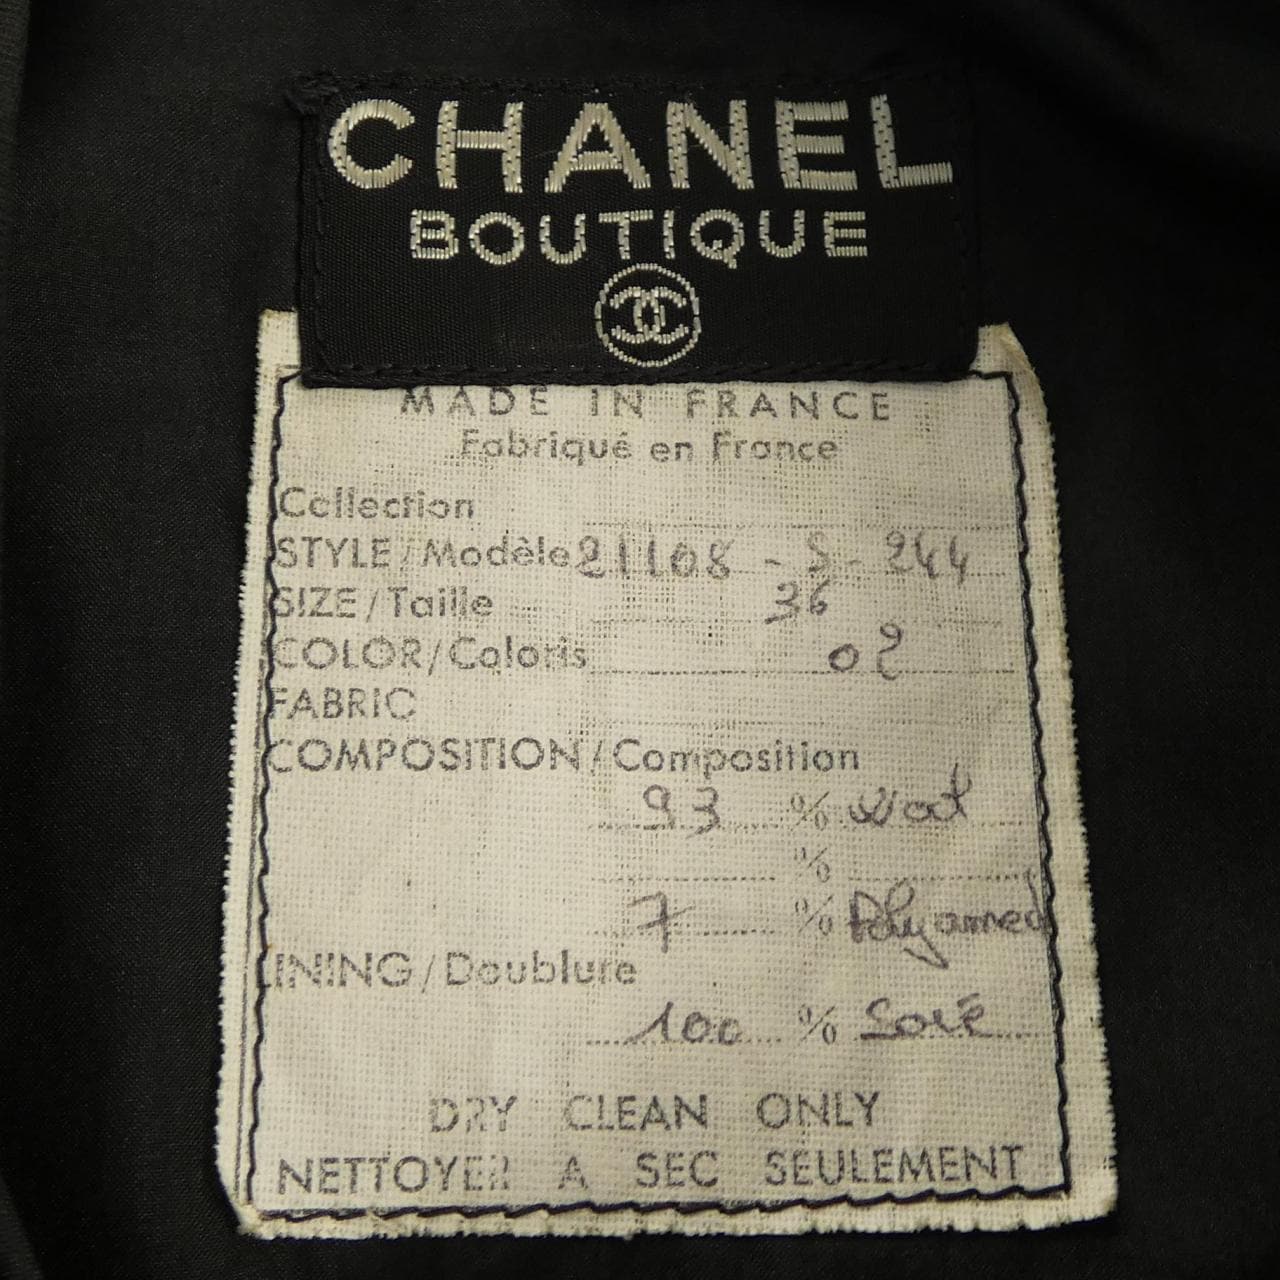 CHANEL
BOUTIQUE
MADE IN FRANCE
Fabriqué en France
Collection
STYLE/Modèle 21108 - S - 244
SIZE/Taille 36
COLOR/Coloris 02
FABRIC
COMPOSITION/Composition
93 %
%
7 % Polyamed
LINING/Doublure
100 % Soie
DRY CLEAN ONLY
NETTOYER A SEC SEULEMENT